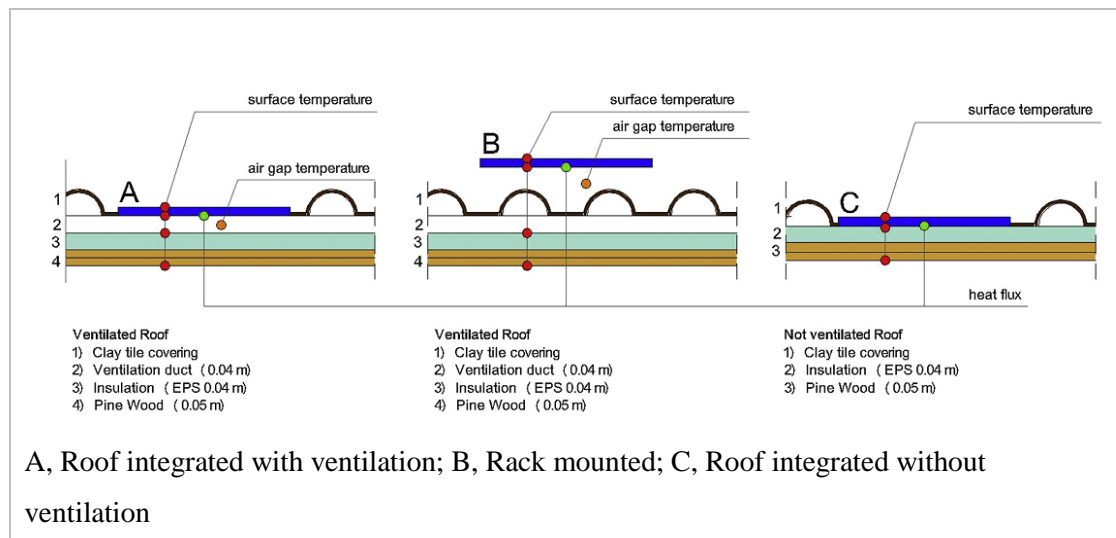 surface temperature
A
air gap temperature
1
2
3
4
surface temperature
B
air gap temperature
1
2
3
4
surface temperature
C
1
2
3
heat flux
Ventilated Roof
1) Clay tile covering
2) Ventilation duct ( 0.04 m)
3) Insulation ( EPS 0.04 m)
4) Pine Wood ( 0.05 m)
Ventilated Roof
1) Clay tile covering
2) Ventilation duct ( 0.04 m)
3) Insulation ( EPS 0.04 m)
4) Pine Wood ( 0.05 m)
Not ventilated Roof
1) Clay tile covering
2) Insulation ( EPS 0.04 m)
3) Pine Wood ( 0.05 m)
A, Roof integrated with ventilation; B, Rack mounted; C, Roof integrated without
ventilation